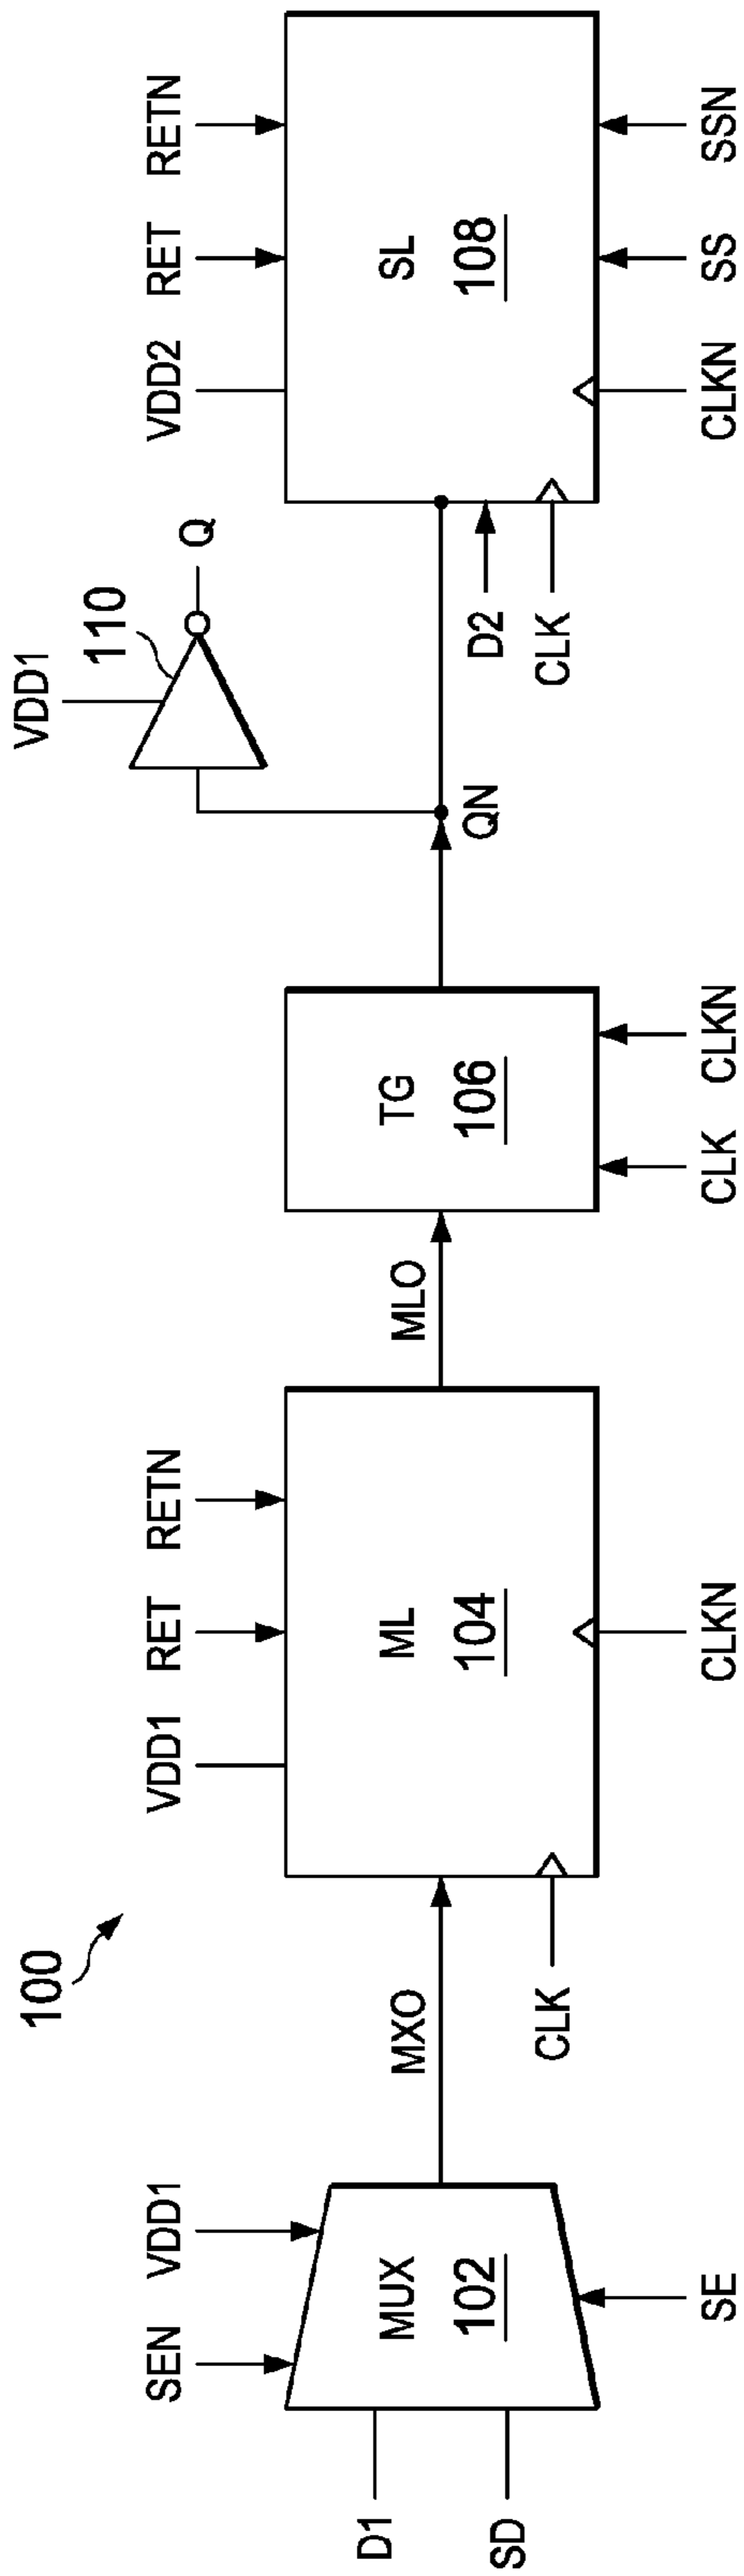 100
SEN
VDD1
D1
SD
MUX
102
SE
MXO
VDD1
RET
RETN
ML
104
CLK
CLKN
MLO
TG
106
CLK
CLKN
QN
VDD1
110
Q
D2
CLK
VDD2
RET
RETN
SL
108
CLKN
SS
SSN